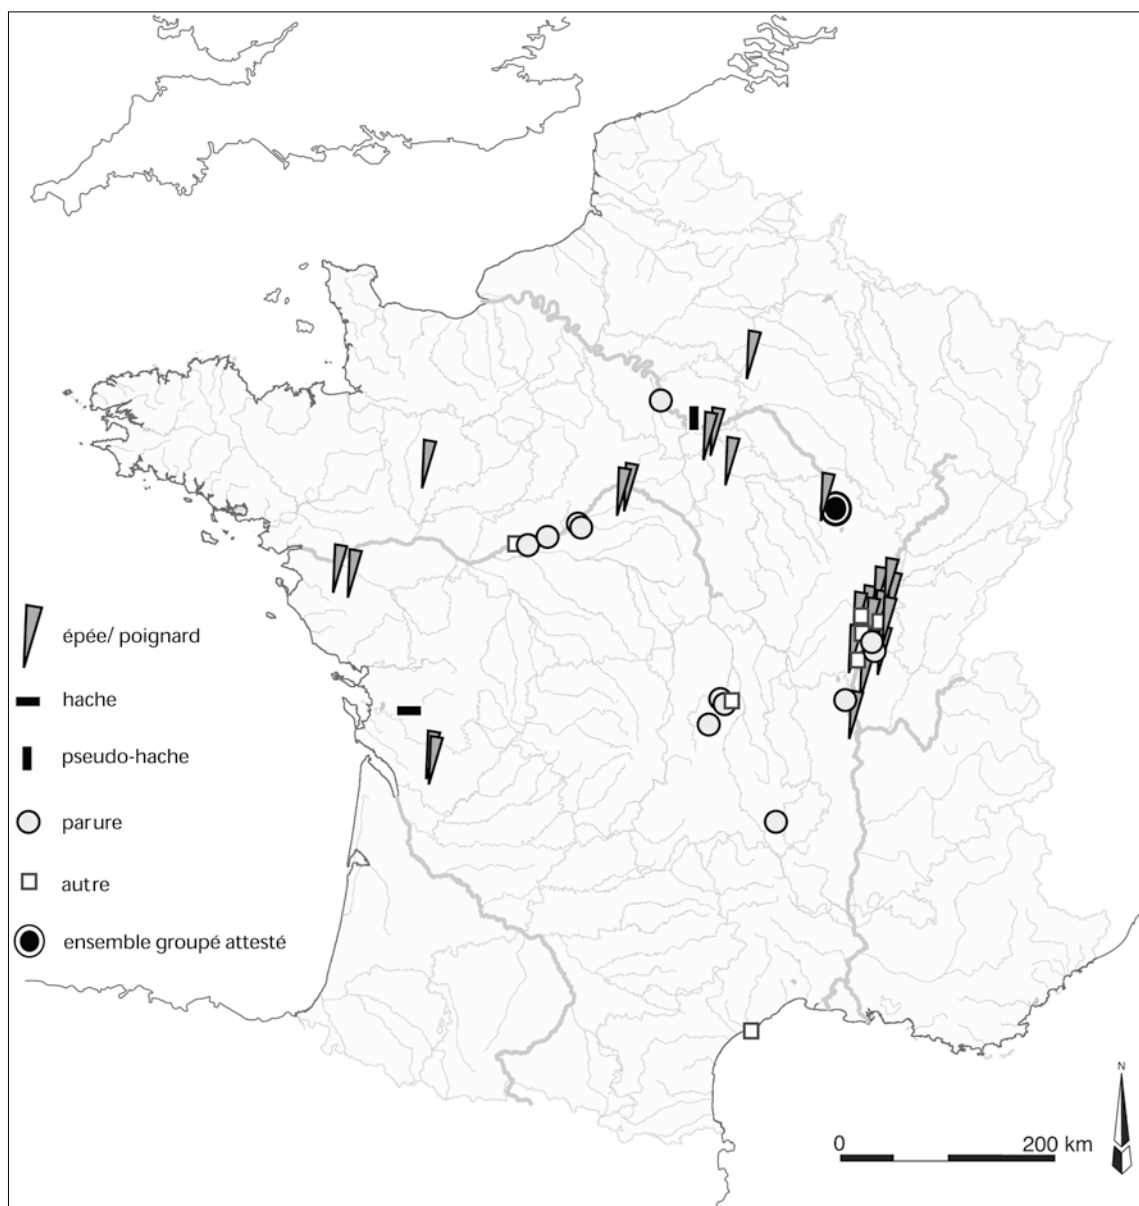 épée/ poignard
hache
pseudo-hache
parure
autre
ensemble groupé attesté
N
0 200 km